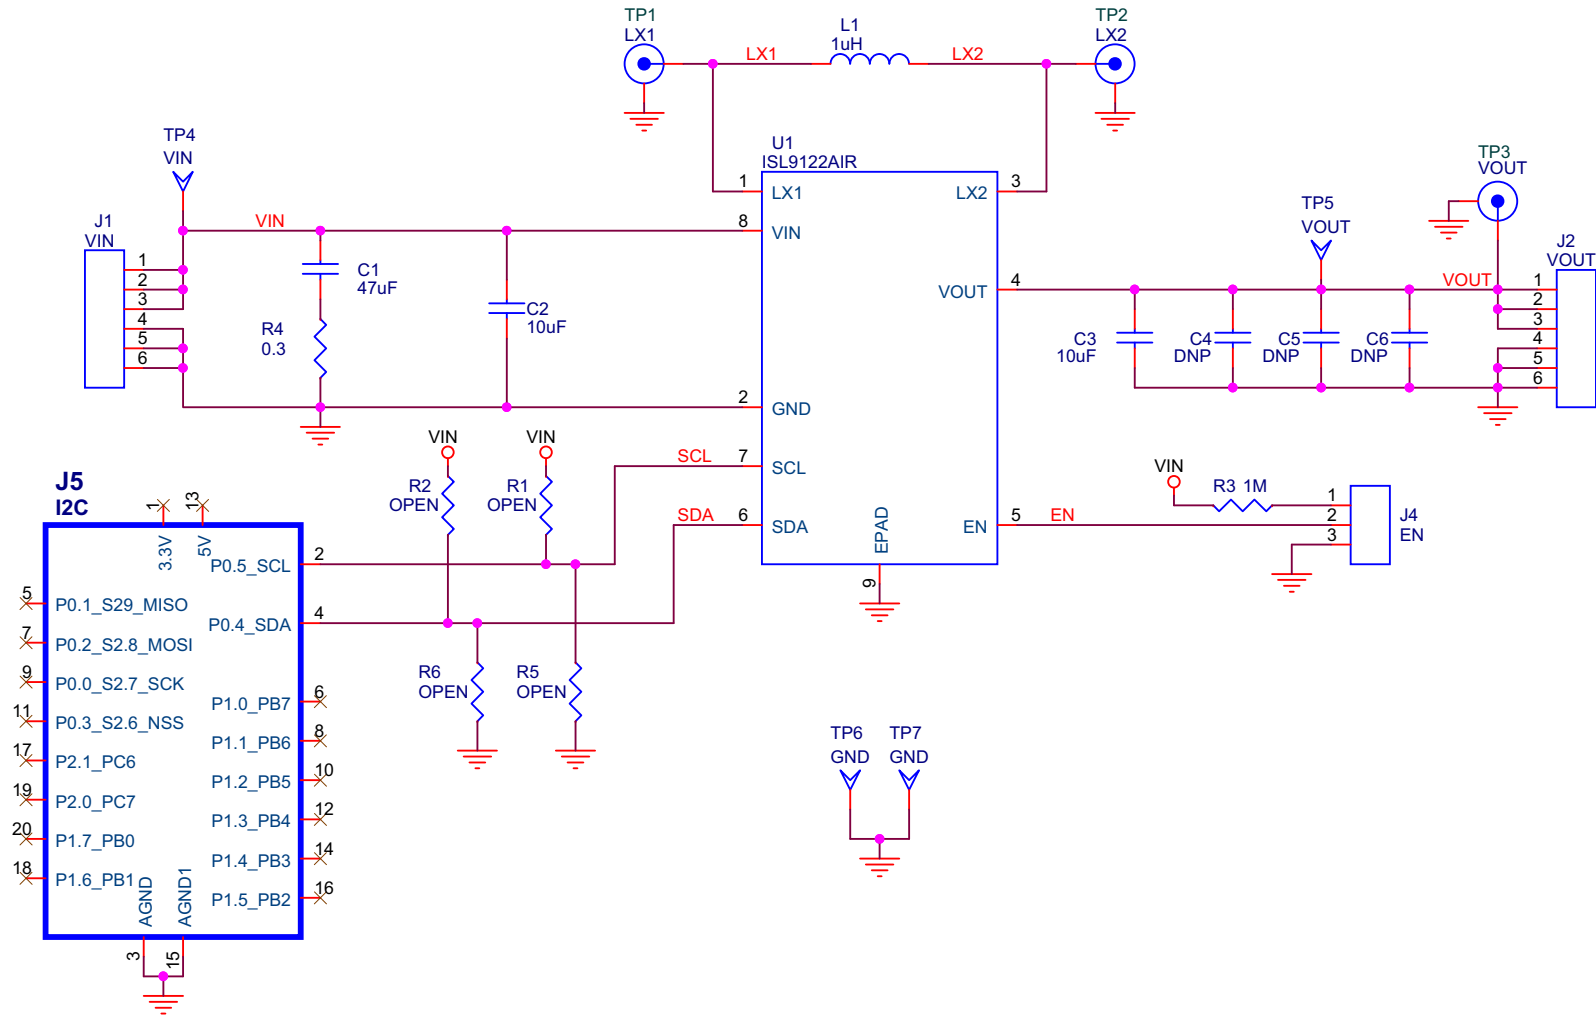 TP1
LX1
LX1
L1
1uH
LX2
TP2
LX2
U1
ISL9122AIR
1
LX1
LX2
3
8
VIN
VOUT
4
2
GND
7
SCL
6
SDA
EPAD
9
EN
5
TP4
VIN
J1
VIN
1
2
3
4
5
6
VIN
C1
47uF
R4
0.3
C2
10uF
TP3
VOUT
TP5
VOUT
VOUT
J2
VOUT
1
2
3
4
5
6
C3
10uF
C4
DNP
C5
DNP
C6
DNP
VIN
VIN
R2
OPEN
R1
OPEN
SCL
SDA
R6
OPEN
R5
OPEN
EN
VIN
R3 1M
1
2
3
J4
EN
J5
I2C
1
13
3.3V
5V
P0.5_SCL
2
5
P0.1_S29_MISO
P0.4_SDA
4
7
P0.2_S2.8_MOSI
9
P0.0_S2.7_SCK
P1.0_PB7
6
11
P0.3_S2.6_NSS
P1.1_PB6
8
17
P2.1_PC6
P1.2_PB5
10
19
P2.0_PC7
P1.3_PB4
12
20
P1.7_PB0
P1.4_PB3
14
18
P1.6_PB1
P1.5_PB2
16
AGND
AGND1
3
15
TP6
GND
TP7
GND